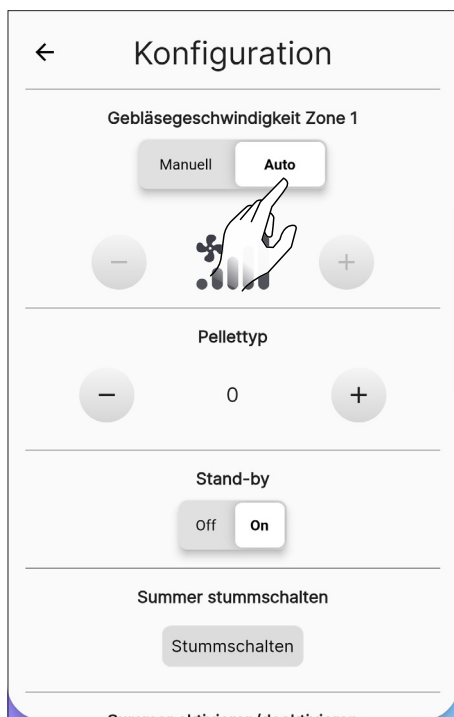 Konfiguration
Gebläsegeschwindigkeit Zone 1
Manuell Auto
Pellettyp
0
Stand-by
Off On
Summer stummschalten
Stummschalten